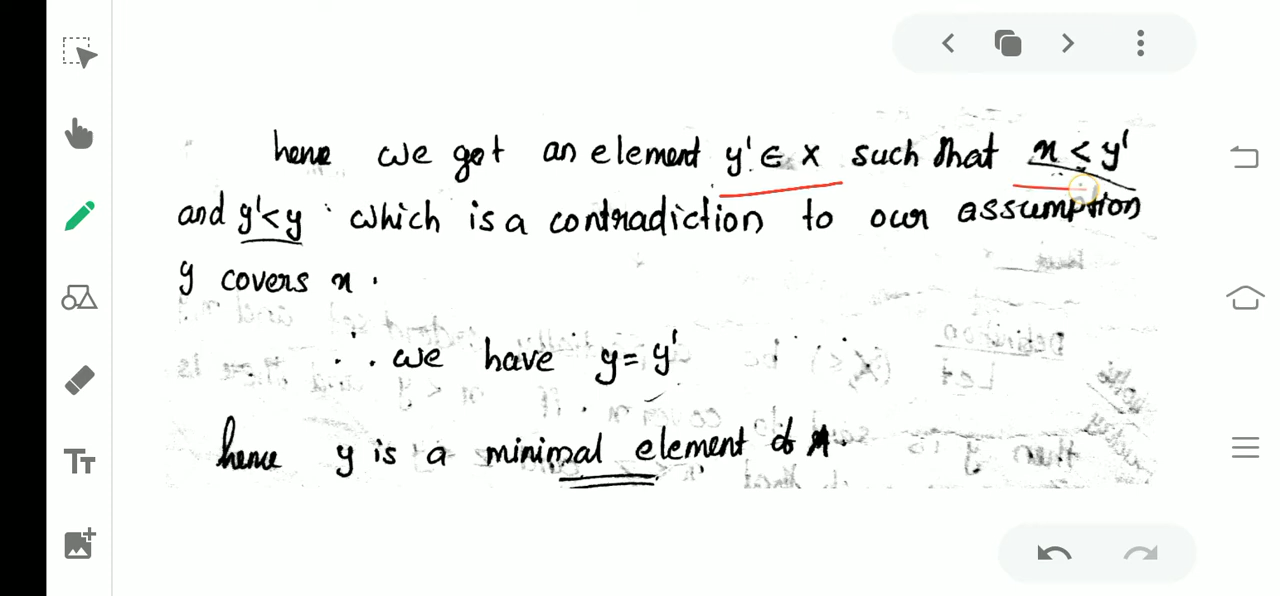 here we got an element y' ∈ X such that x < y'
and y' < y which is a contradiction to our assumption
y covers x.
∴ we have y = y'
hence y is a minimal element of A.